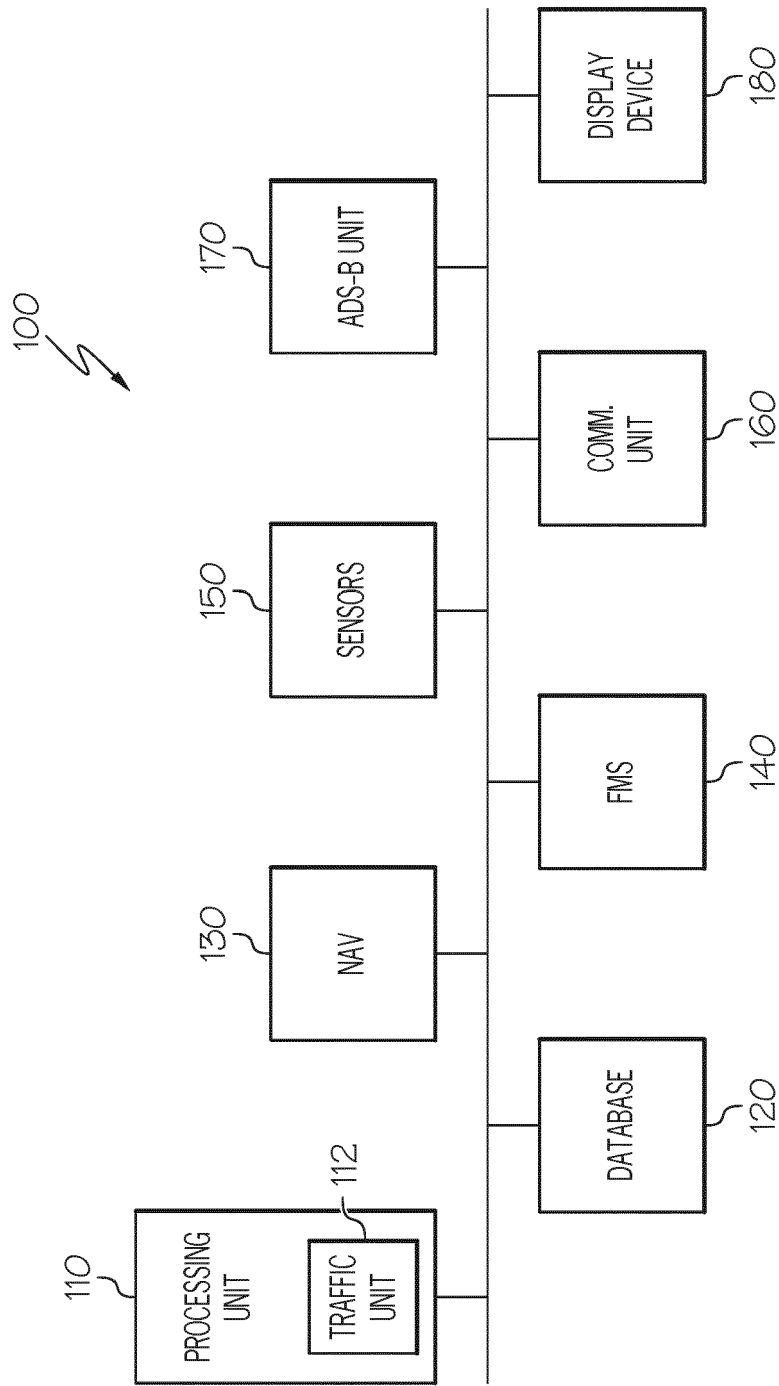 100
110
PROCESSING
UNIT
112
TRAFFIC
UNIT
130
NAV
150
SENSORS
170
ADS-B UNIT
DATABASE
120
FMS
140
COMM.
UNIT
160
DISPLAY
DEVICE
180